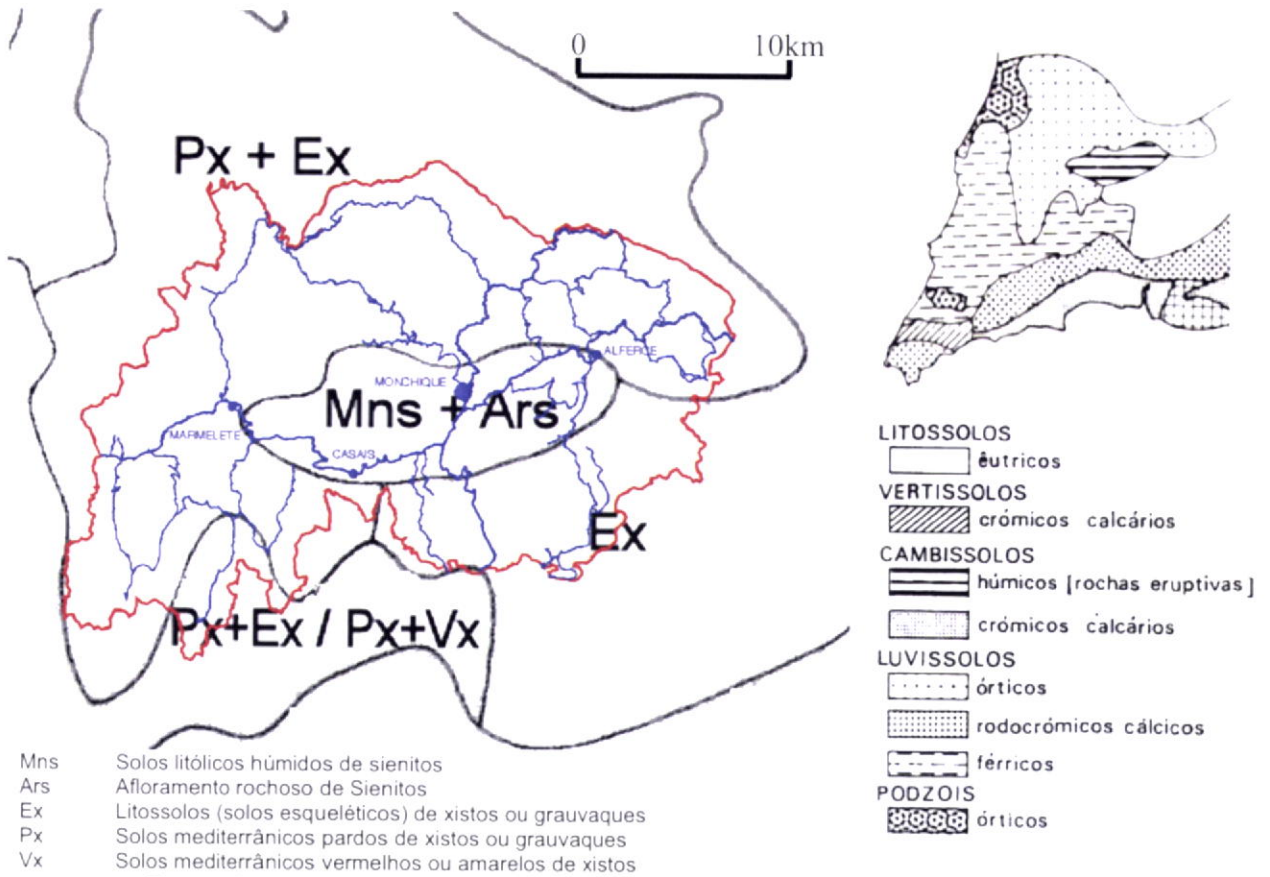 0 10km
Px + Ex
ALFERCE
MONCHIQUE
Mns + Ars
MARMELETE
CASAIS
Ex
Px+Ex / Px+Vx
Mns Solos litólicos húmidos de sienitos
Ars Afloramento rochoso de Sienitos
Ex Litossolos (solos esqueléticos) de xistos ou grauvaques
Px Solos mediterrânicos pardos de xistos ou grauvaques
Vx Solos mediterrânicos vermelhos ou amarelos de xistos
LITOSSOLOS
êutricos
VERTISSOLOS
crómicos calcários
CAMBISSOLOS
húmicos [rochas eruptivas]
crómicos calcários
LUVISSOLOS
órticos
rodocrómicos cálcicos
férricos
PODZOIS
órticos